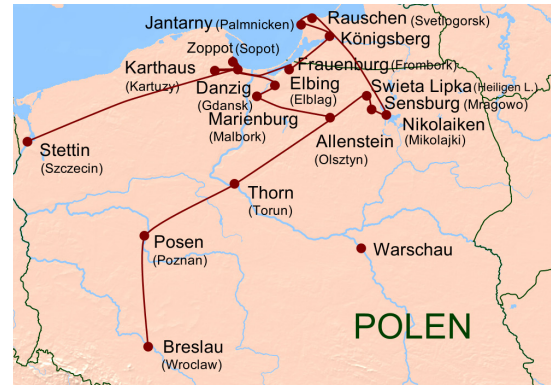 Jantarny (Palmnicken)
Rauschen (Svetlpgorsk)
Königsberg
Zoppot (Sopot)
Karthaus
(Kartuzy)
Frauenburg (Frombork)
Danzig
(Gdansk)
Elbing
(Elblag)
Swieta Lipka (Heiligen L.)
Sensburg (Mragowo)
Marienburg
(Malbork)
Nikolaiken
(Mikolajki)
Allenstein
(Olsztyn)
Stettin
(Szczecin)
Thorn
(Torun)
Posen
(Poznan)
Warschau
POLEN
Breslau
(Wroclaw)